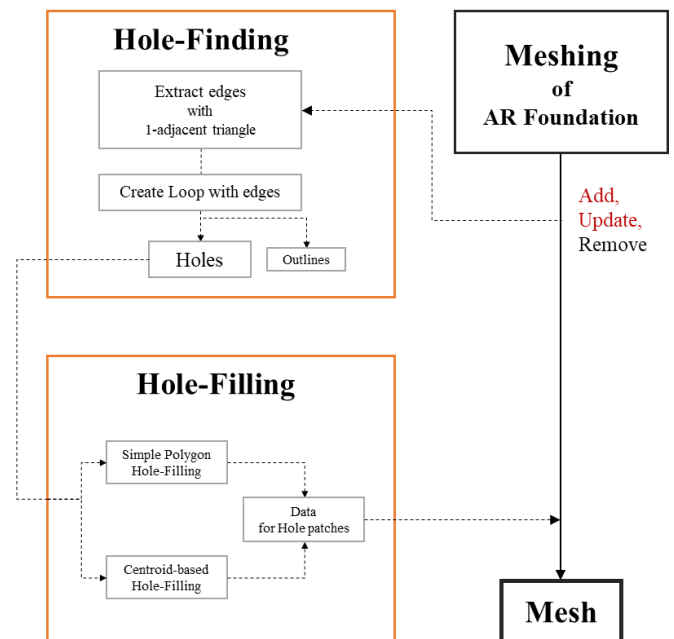 Hole-Finding
Extract edges
with
1-adjacent triangle
Create Loop with edges
Holes
Outlines
Meshing
of
AR Foundation
Add,
Update,
Remove
Hole-Filling
Simple Polygon
Hole-Filling
Data
for Hole patches
Centroid-based
Hole-Filling
Mesh